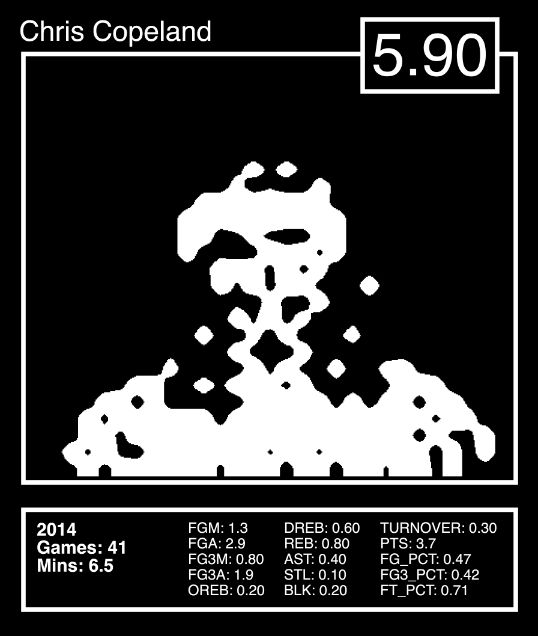 Chris Copeland
5.90
2014
Games: 41
Mins: 6.5
FGM: 1.3
FGA: 2.9
FG3M: 0.80
FG3A: 1.9
OREB: 0.20
DREB: 0.60
REB: 0.80
AST: 0.40
STL: 0.10
BLK: 0.20
TURNOVER: 0.30
PTS: 3.7
FG_PCT: 0.47
FG3_PCT: 0.42
FT_PCT: 0.71